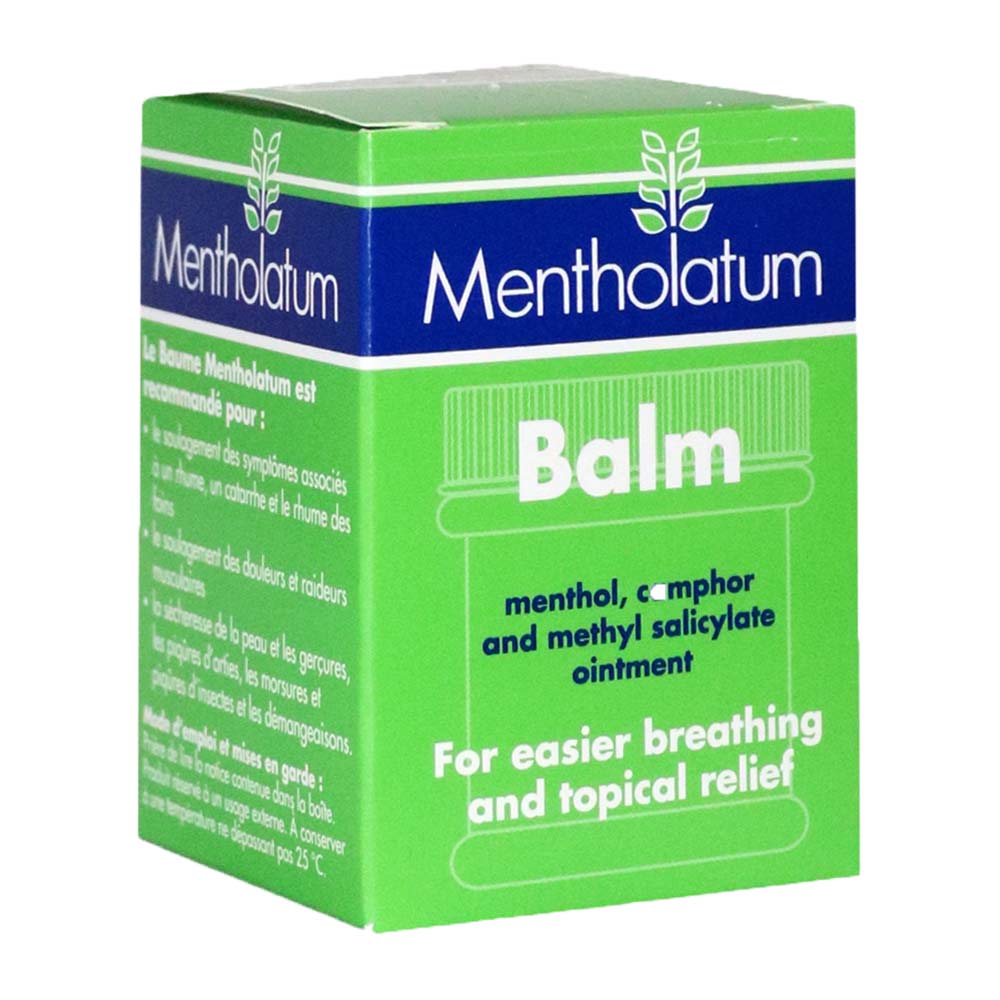 Mentholatum
Le Baume Mentholatum est
recommandé pour :
• le soulagement des symptômes associés
à un rhume, un catarrhe et le rhume des
foins
• le soulagement des douleurs et raideurs
musculaires
• la sécheresse de la peau et les gerçures,
les piqûres d'orties, les morsures et
piqûres d'insectes et les démangeaisons.
Mode d'emploi et mises en garde :
Prière de lire la notice contenue dans la boîte.
Produit réservé à un usage externe. À conserver
à une température ne dépassant pas 25 °C.
Mentholatum
Balm
menthol, camphor
and methyl salicylate
ointment
For easier breathing
and topical relief